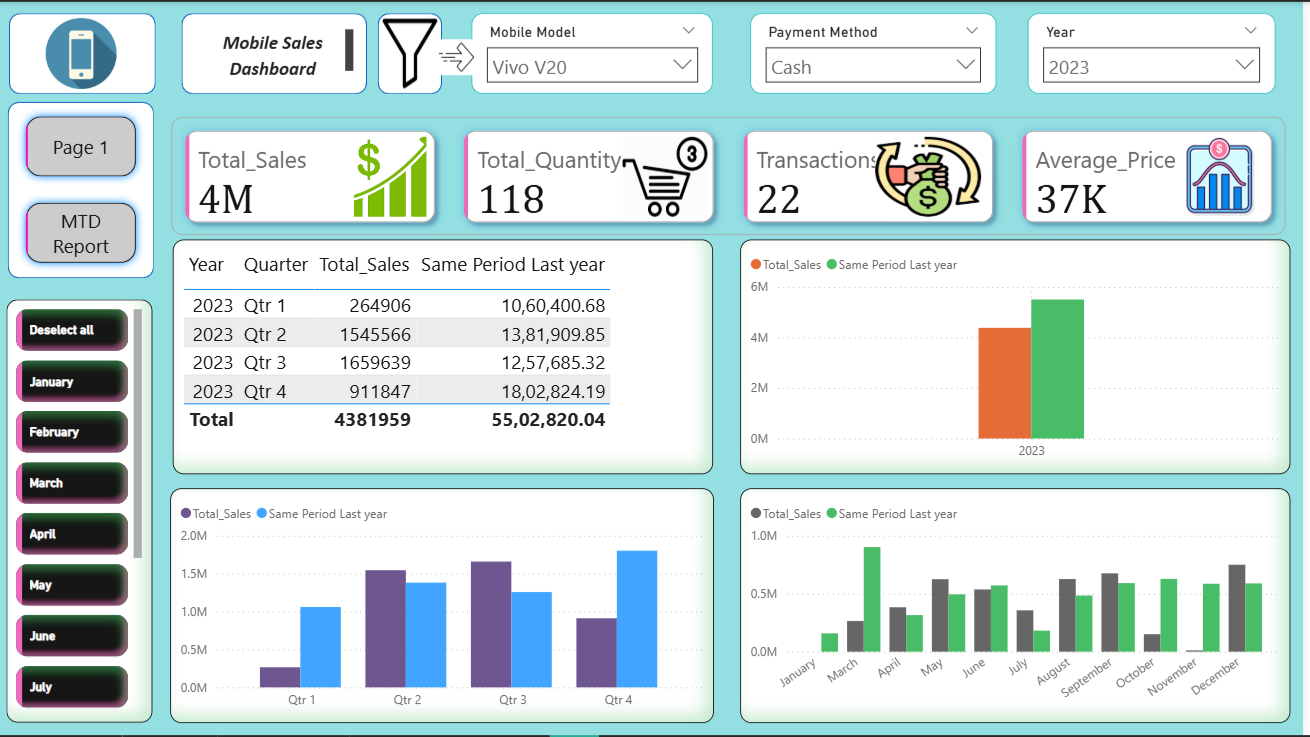 Mobile Sales
Dashboard
Mobile Model
Vivo V20
Payment Method
Cash
Year
2023
Page 1
MTD
Report
Total_Sales
4M
$
Total_Quantity
118
3
Transactions
22
$
Average_Price
37K
$
Deselect all
January
February
March
April
May
June
July
Year Quarter Total_Sales Same Period Last year
2023 Qtr 1 264906 10,60,400.68
2023 Qtr 2 1545566 13,81,909.85
2023 Qtr 3 1659639 12,57,685.32
2023 Qtr 4 911847 18,02,824.19
Total 4381959 55,02,820.04
Total_Sales Same Period Last year
6M
4M
2M
0M
2023
Total_Sales Same Period Last year
2.0M
1.5M
1.0M
0.5M
0.0M
Qtr 1 Qtr 2 Qtr 3 Qtr 4
Total_Sales Same Period Last year
1.0M
0.5M
0.0M
January March April May June July August September October November December